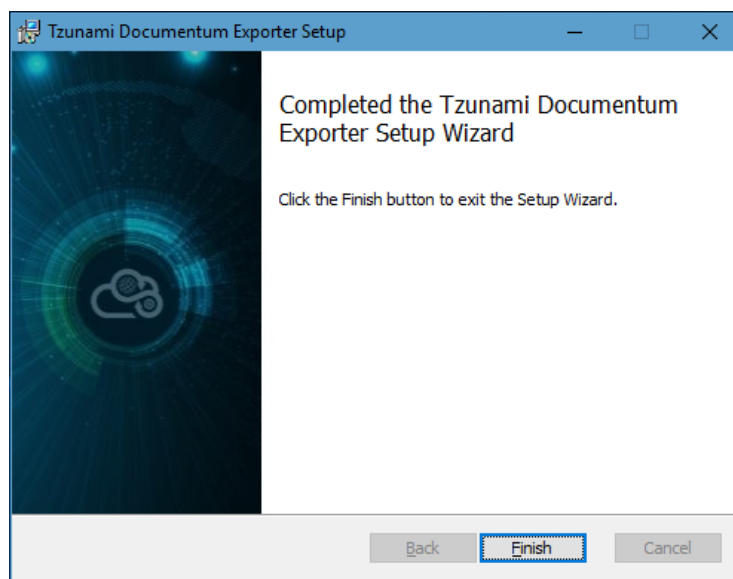 Tzunami Documentum Exporter Setup
Completed the Tzunami Documentum
Exporter Setup Wizard
Click the Finish button to exit the Setup Wizard.
Back Finish Cancel